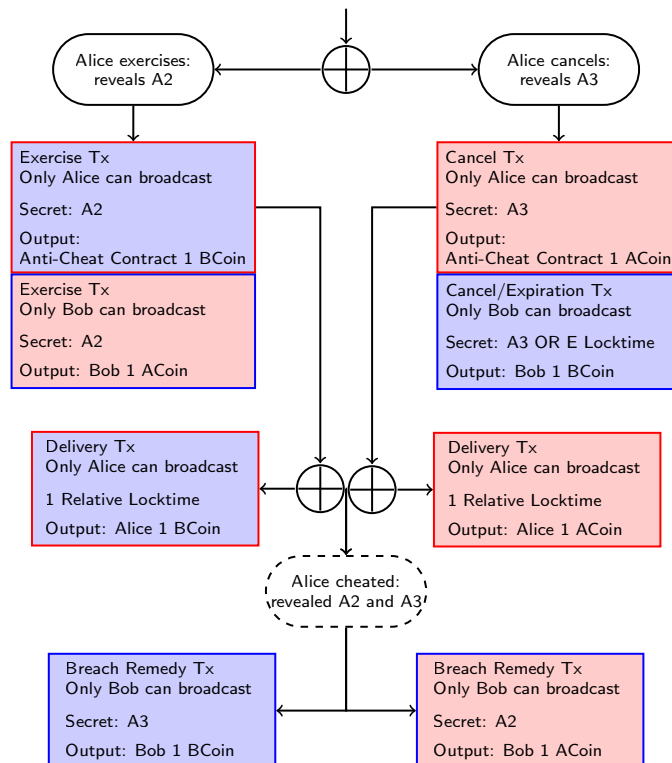 Alice exercises:
reveals A2
Alice cancels:
reveals A3
Exercise Tx
Only Alice can broadcast
Secret: A2
Output:
Anti-Cheat Contract 1 BCoin
Cancel Tx
Only Alice can broadcast
Secret: A3
Output:
Anti-Cheat Contract 1 ACoin
Exercise Tx
Only Bob can broadcast
Secret: A2
Output: Bob 1 ACoin
Cancel/Expiration Tx
Only Bob can broadcast
Secret: A3 OR E Locktime
Output: Bob 1 BCoin
Delivery Tx
Only Alice can broadcast
1 Relative Locktime
Output: Alice 1 BCoin
Delivery Tx
Only Alice can broadcast
1 Relative Locktime
Output: Alice 1 ACoin
Alice cheated:
revealed A2 and A3
Breach Remedy Tx
Only Bob can broadcast
Secret: A3
Output: Bob 1 BCoin
Breach Remedy Tx
Only Bob can broadcast
Secret: A2
Output: Bob 1 ACoin